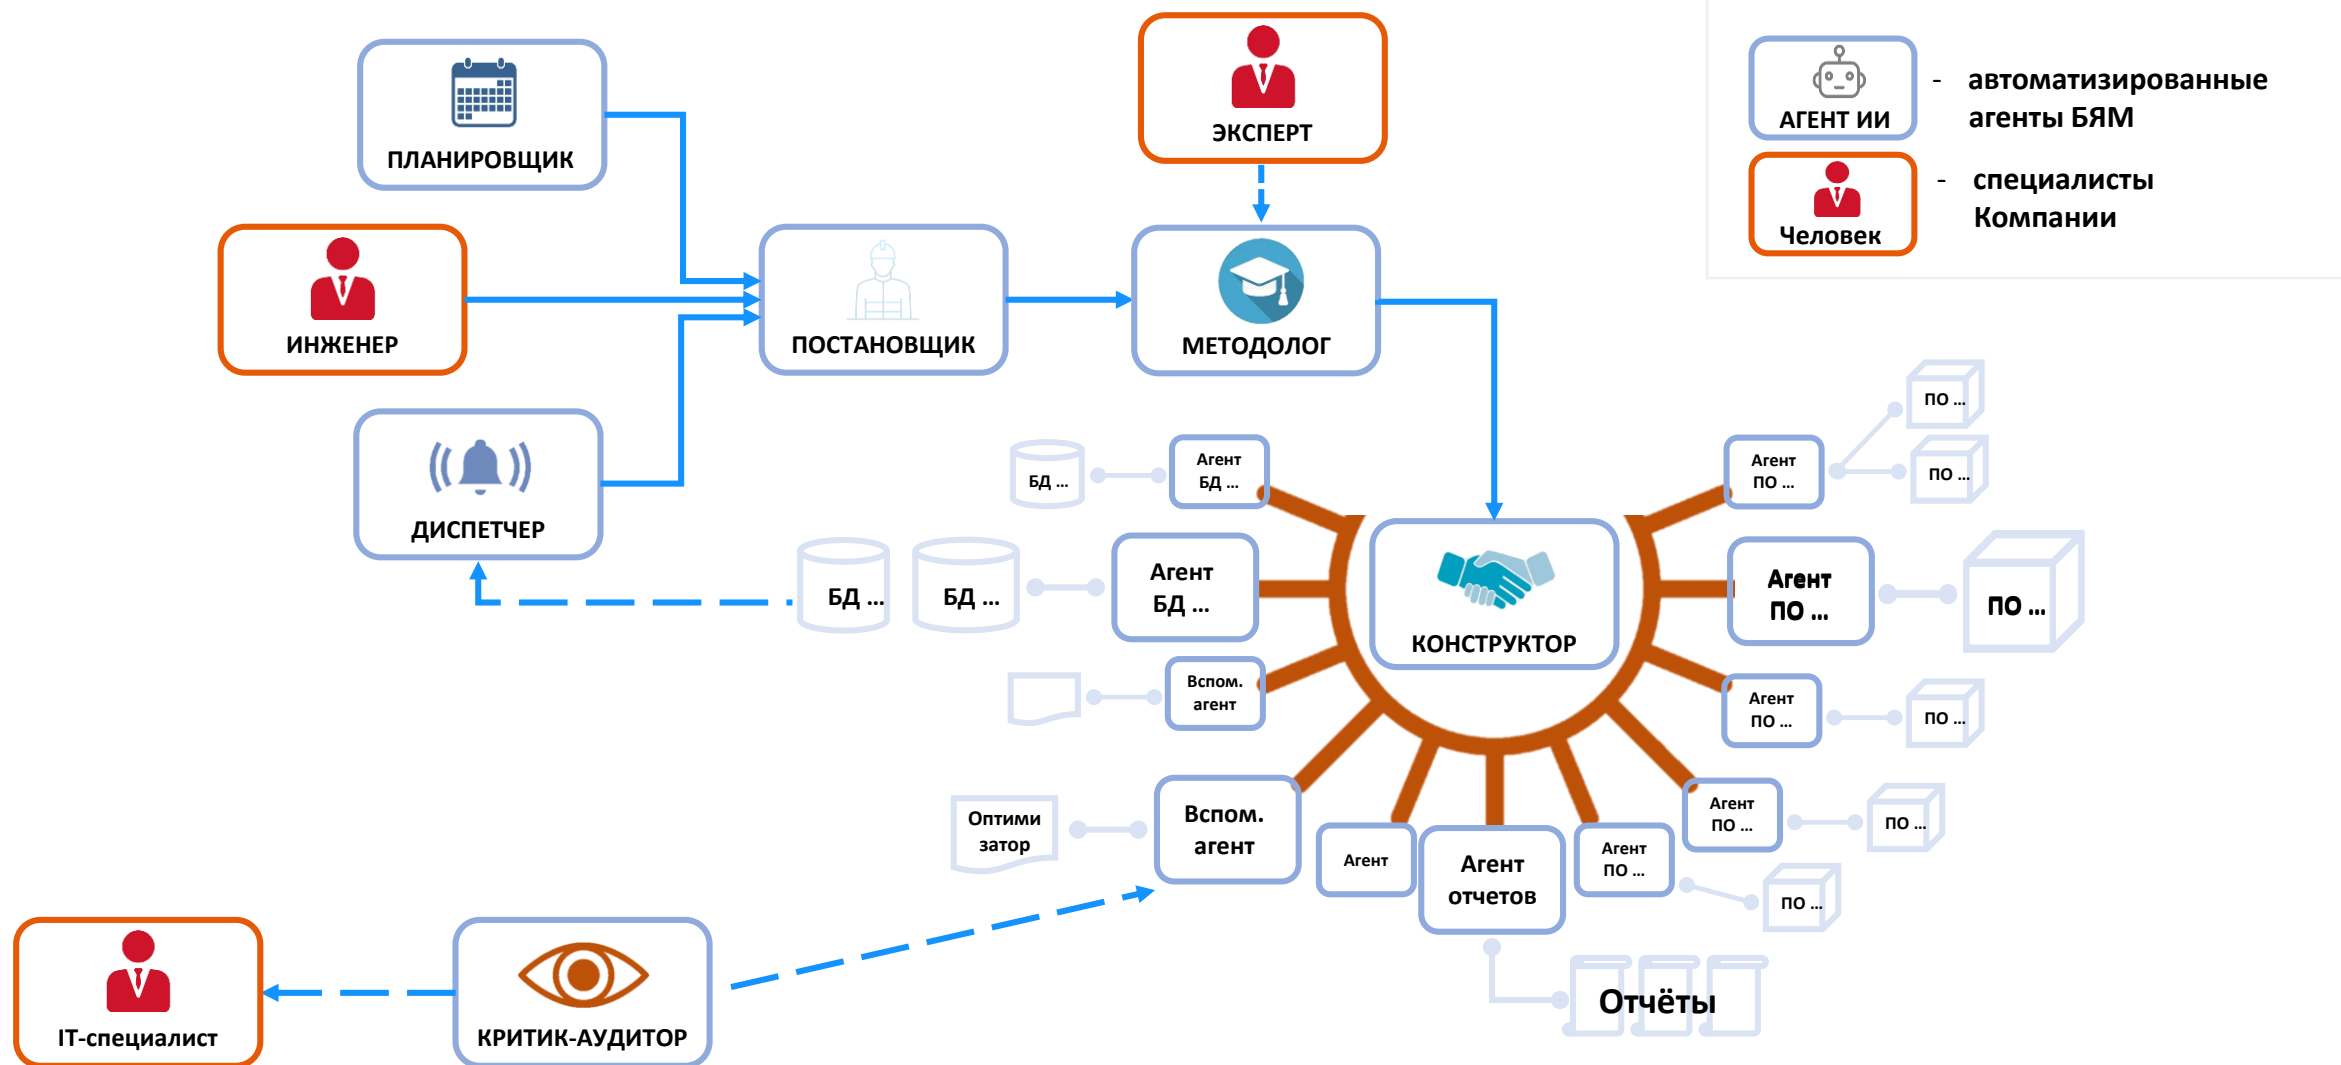 ПЛАНИРОВЩИК
ЭКСПЕРТ
АГЕНТ ИИ
- автоматизированные
агенты БЯМ
Человек
- специалисты
Компании
ИНЖЕНЕР
ПОСТАНОВЩИК
МЕТОДОЛОГ
ДИСПЕТЧЕР
БД ...
Агент
БД ...
Агент
ПО ...
ПО ...
ПО ...
БД ...
БД ...
Агент
БД ...
КОНСТРУКТОР
Агент
ПО ...
ПО ...
Вспом.
агент
Агент
ПО ...
ПО ...
Оптими
затор
Вспом.
агент
Агент
Агент
отчетов
Агент
ПО ...
ПО ...
Агент
ПО ...
ПО ...
Отчёты
IT-специалист
КРИТИК-АУДИТОР